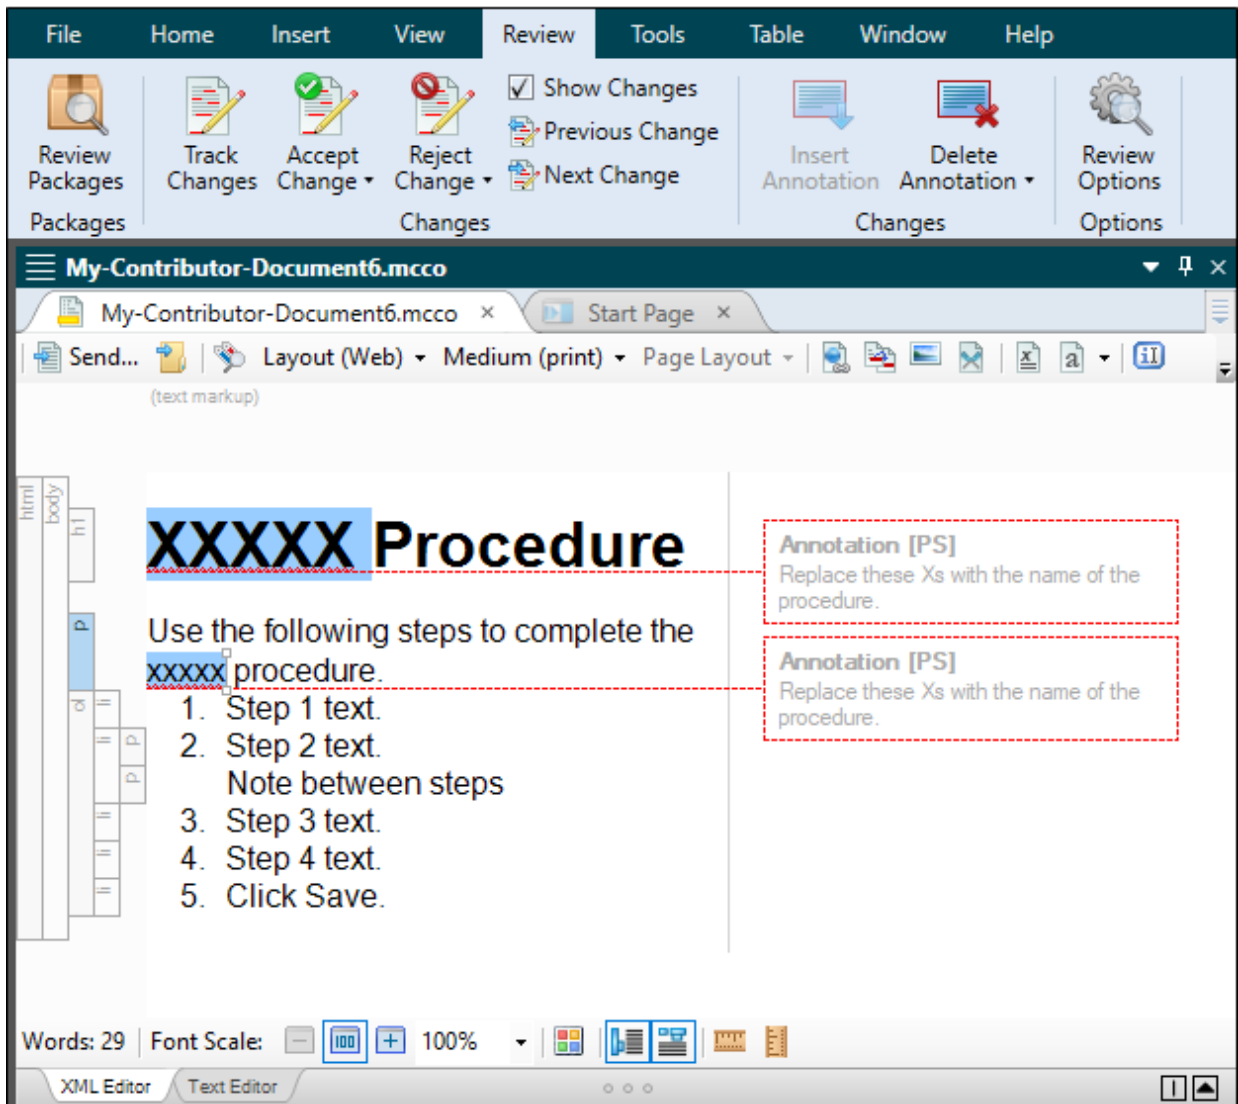 File Home Insert View Review Tools Table Window Help
Show Changes
Previous Change
Next Change
Review Packages
Track Changes
Accept Change
Reject Change
Insert Annotation
Delete Annotation
Review Options
Packages Changes Changes Options
My-Contributor-Document6.mcco
My-Contributor-Document6.mcco Start Page
Send... Layout (Web) Medium (print) Page Layout
(text markup)
html
body
h1
XXXXX Procedure
Annotation [PS]
Replace these Xs with the name of the
procedure.
p
Use the following steps to complete the
xxxxx procedure.
Annotation [PS]
Replace these Xs with the name of the
procedure.
ol
li
1. Step 1 text.
li p
2. Step 2 text.
p
Note between steps
li
3. Step 3 text.
li
4. Step 4 text.
li
5. Click Save.
Words: 29 Font Scale: 100%
XML Editor Text Editor